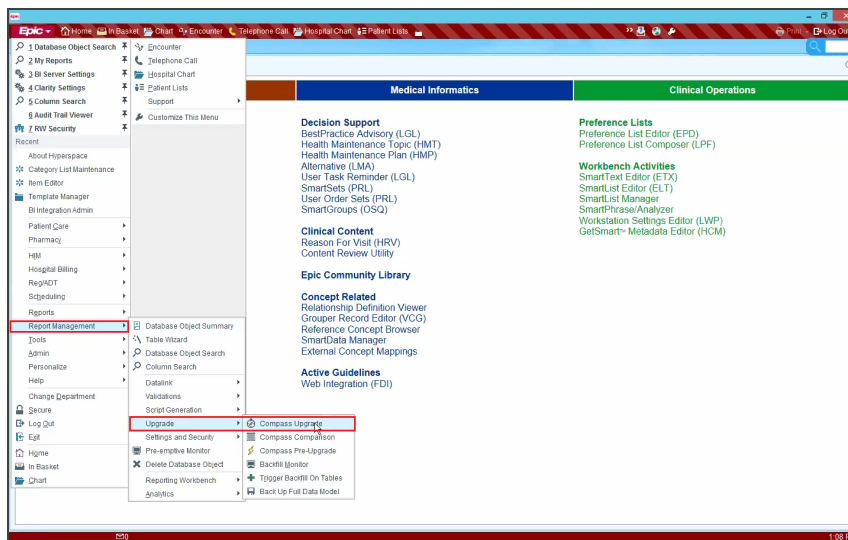 Epic
Home
In Basket
Chart
Encounter
Telephone Call
Hospital Chart
Patient Lists
Print
Log Out
1 Database Object Search
2 My Reports
3 BI Server Settings
4 Clarity Settings
5 Column Search
6 Audit Trail Viewer
7 RW Security
Recent
About Hyperspace
Category List Maintenance
Item Editor
Template Manager
BI Integration Admin
Patient Care
Pharmacy
HIM
Hospital Billing
Reg/ADT
Scheduling
Reports
Report Management
Tools
Admin
Personalize
Help
Change Department
Secure
Log Out
Exit
Home
In Basket
Chart
Encounter
Telephone Call
Hospital Chart
Patient Lists
Support
Customize This Menu
Database Object Summary
Table Wizard
Database Object Search
Column Search
Datalink
Validations
Script Generation
Upgrade
Settings and Security
Pre-emptive Monitor
Delete Database Object
Reporting Workbench
Analytics
Compass Upgrade
Compass Comparison
Compass Pre-Upgrade
Backfill Monitor
Trigger Backfill On Tables
Back Up Full Data Model
Medical Informatics
Decision Support
BestPractice Advisory (LGL)
Health Maintenance Topic (HMT)
Health Maintenance Plan (HMP)
Alternative (LMA)
User Task Reminder (LGL)
SmartSets (PRL)
User Order Sets (PRL)
SmartGroups (OSQ)
Clinical Content
Reason For Visit (HRV)
Content Review Utility
Epic Community Library
Concept Related
Relationship Definition Viewer
Grouper Record Editor (VCG)
Reference Concept Browser
SmartData Manager
External Concept Mappings
Active Guidelines
Web Integration (FDI)
Clinical Operations
Preference Lists
Preference List Editor (EPD)
Preference List Composer (LPF)
Workbench Activities
SmartText Editor (ETX)
SmartList Editor (ELT)
SmartList Manager
SmartPhrase/Analyzer
Workstation Settings Editor (LWP)
GetSmart™ Metadata Editor (HCM)
0
1:08 P